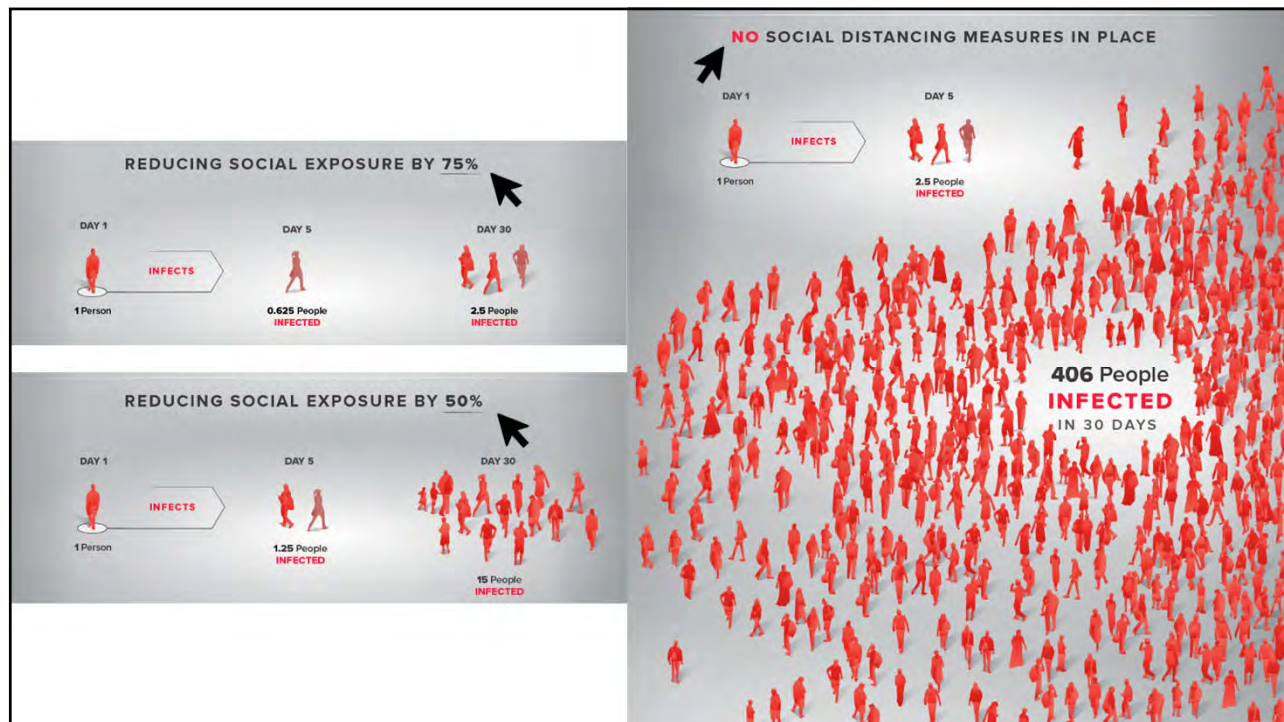 REDUCING SOCIAL EXPOSURE BY 75%
DAY 1
DAY 5
DAY 30
INFECTS
1 Person
0.625 People
INFECTED
2.5 People
INFECTED
REDUCING SOCIAL EXPOSURE BY 50%
DAY 1
DAY 5
DAY 30
INFECTS
1 Person
1.25 People
INFECTED
15 People
INFECTED
NO SOCIAL DISTANCING MEASURES IN PLACE
DAY 1
DAY 5
INFECTS
1 Person
2.5 People
INFECTED
406 People
INFECTED
IN 30 DAYS